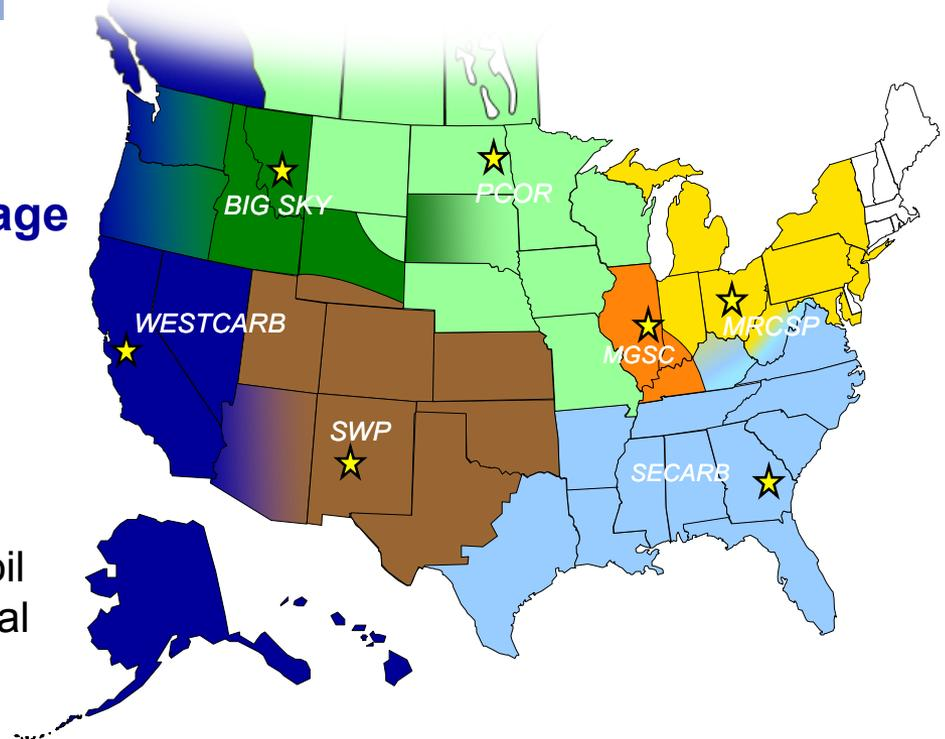 age
BIG SKY
PCOR
WESTCARB
MRCSP
MGSC
SWP
SECARB
oil
al